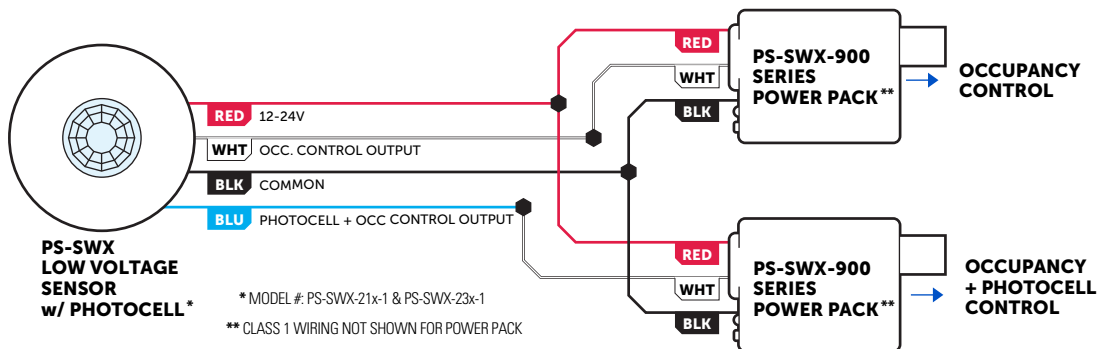 RED 12-24V
WHT OCC. CONTROL OUTPUT
BLK COMMON
BLU PHOTOCELL + OCC CONTROL OUTPUT
PS-SWX
LOW VOLTAGE
SENSOR
w/ PHOTOCELL*
* MODEL #: PS-SWX-21x-1 & PS-SWX-23x-1
** CLASS 1 WIRING NOT SHOWN FOR POWER PACK
RED
WHT
BLK
PS-SWX-900
SERIES
POWER PACK**
OCCUPANCY
CONTROL
RED
WHT
BLK
PS-SWX-900
SERIES
POWER PACK**
OCCUPANCY
+ PHOTOCELL
CONTROL